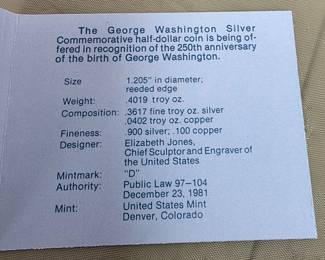 The George Washington Silver
Commemorative half-dollar coin is being of-
fered in recognition of the 250th anniversary
of the birth of George Washington.
Size 1.205" in diameter;
reeded edge
Weight: .4019 troy oz.
Composition: .3617 fine troy oz. silver
.0402 troy oz. copper
Fineness: .900 silver; .100 copper
Designer: Elizabeth Jones,
Chief Sculptor and Engraver of
the United States
Mintmark: "D"
Authority: Public Law 97-104
December 23, 1981
Mint: United States Mint
Denver, Colorado